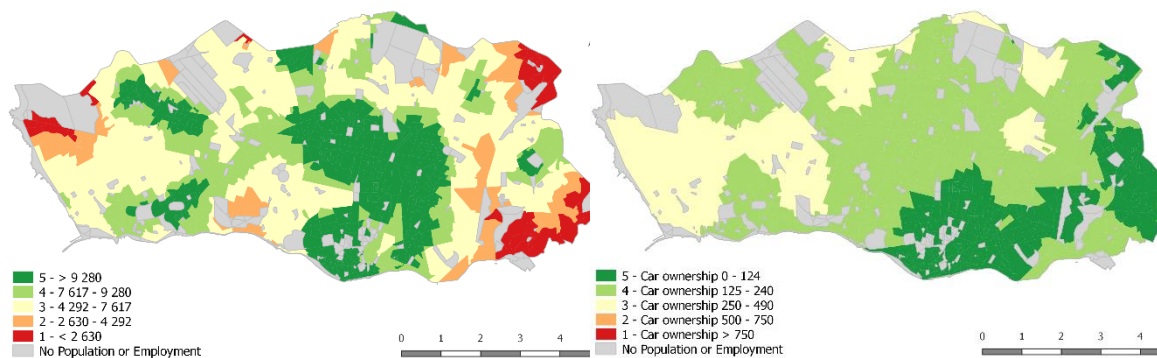 5 - > 9 280
4 - 7 617 - 9 280
3 - 4 292 - 7 617
2 - 2 630 - 4 292
1 - < 2 630
No Population or Employment
0 1 2 3 4
5 - Car ownership 0 - 124
4 - Car ownership 125 - 240
3 - Car ownership 250 - 490
2 - Car ownership 500 - 750
1 - Car ownership > 750
No Population or Employment
0 1 2 3 4